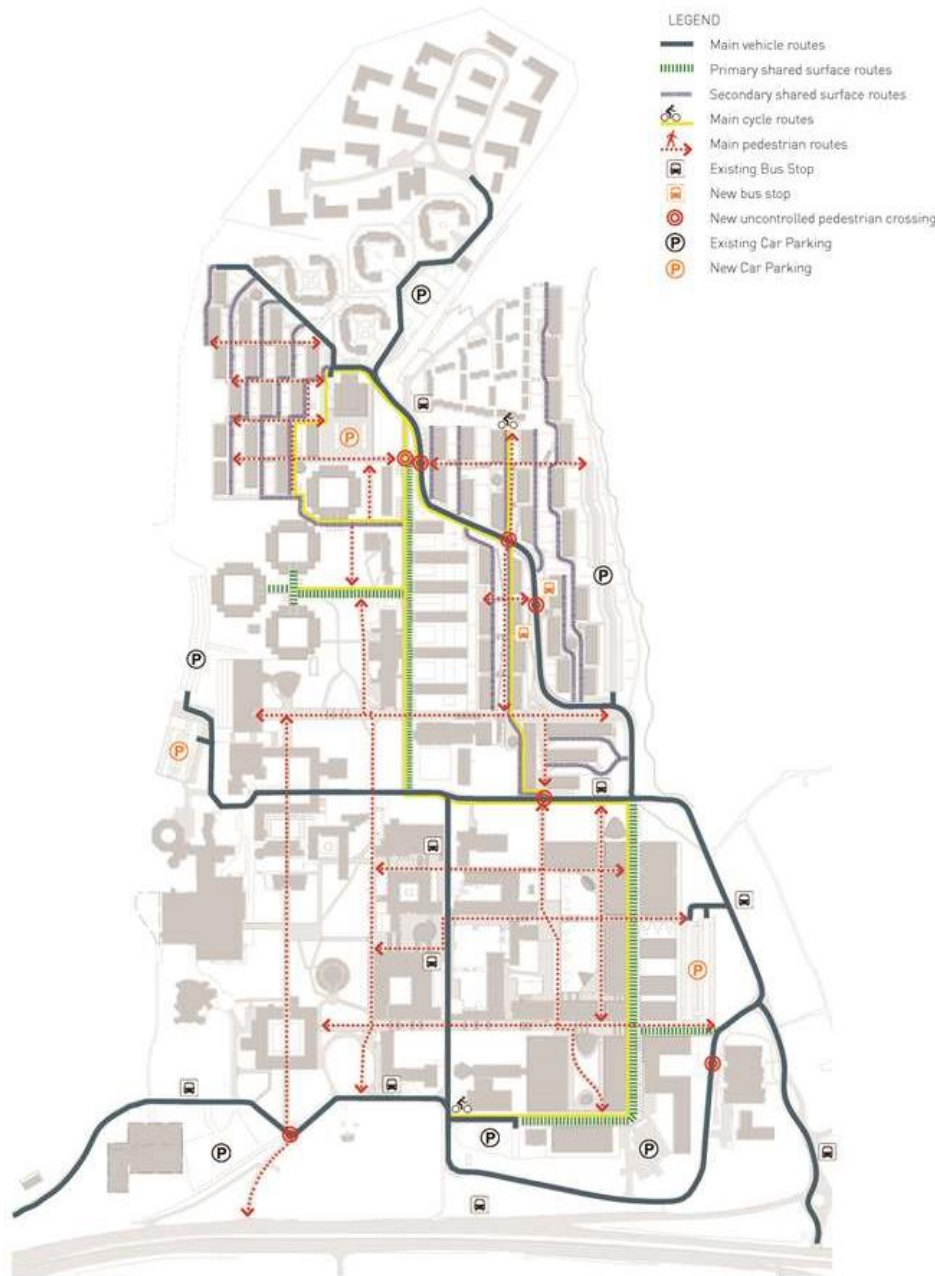 LEGEND
Main vehicle routes
Primary shared surface routes
Secondary shared surface routes
Main cycle routes
Main pedestrian routes
Existing Bus Stop
New bus stop
New uncontrolled pedestrian crossing
P Existing Car Parking
P New Car Parking
P
P
P
P
P
P
P
P
P